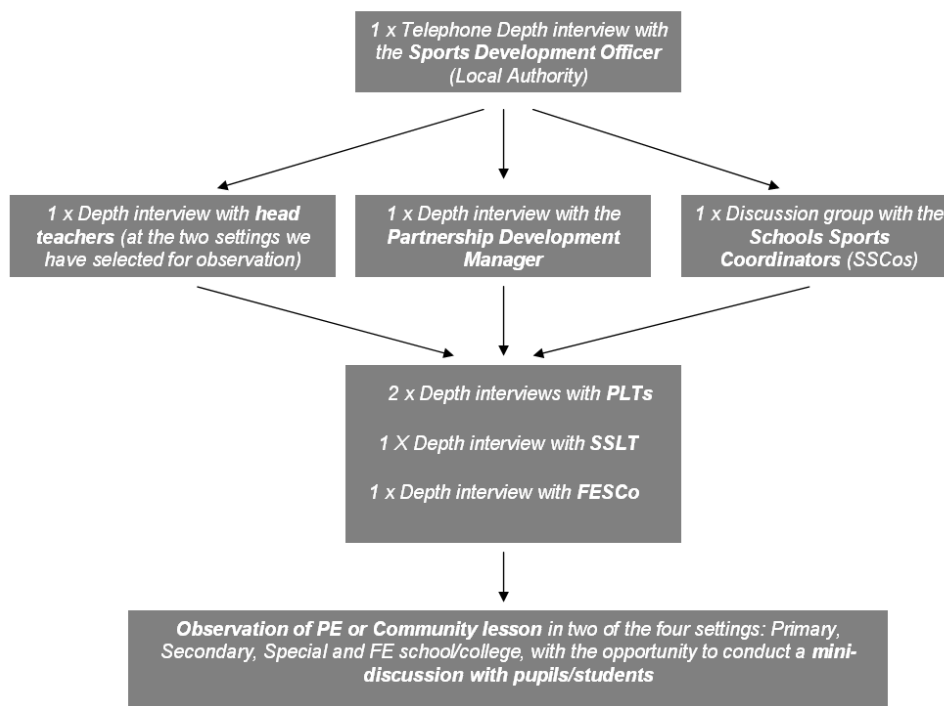 1 x Telephone Depth interview with
the Sports Development Officer
(Local Authority)
1 x Depth interview with head
teachers (at the two settings we
have selected for observation)
1 x Depth interview with the
Partnership Development
Manager
1 x Discussion group with the
Schools Sports
Coordinators (SSCos)
2 x Depth interviews with PLTs
1 X Depth interview with SSLT
1 x Depth interview with FESCo
Observation of PE or Community lesson in two of the four settings: Primary,
Secondary, Special and FE school/college, with the opportunity to conduct a mini-
discussion with pupils/students